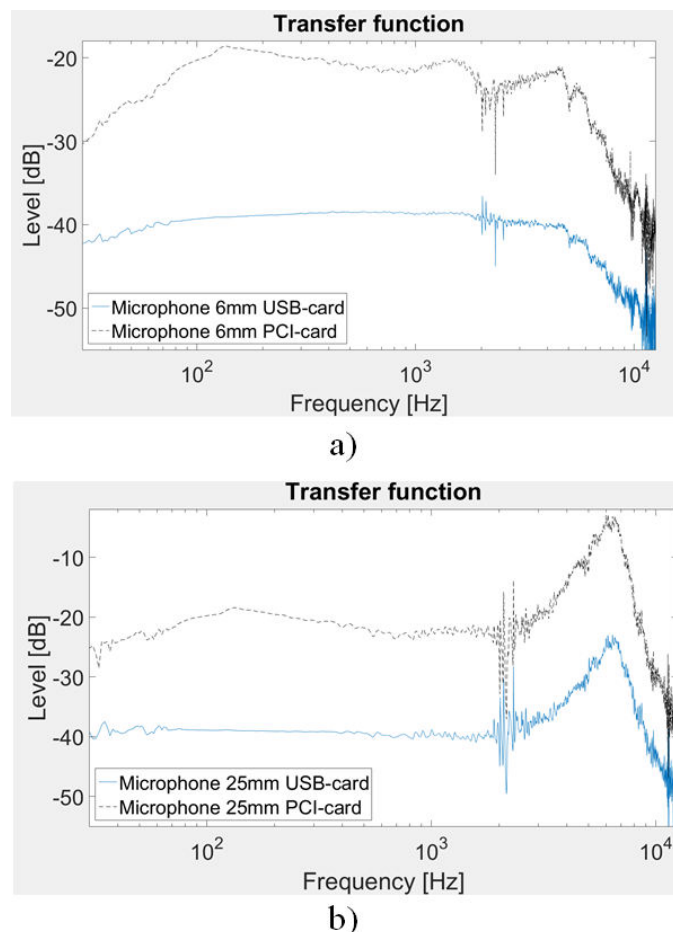 Transfer function
-20
-30
-40
-50
Level [dB]
Microphone 6mm USB-card
Microphone 6mm PCI-card
10^2
10^3
10^4
Frequency [Hz]
a)
Transfer function
-10
-20
-30
-40
-50
Level [dB]
Microphone 25mm USB-card
Microphone 25mm PCI-card
10^2
10^3
10^4
Frequency [Hz]
b)